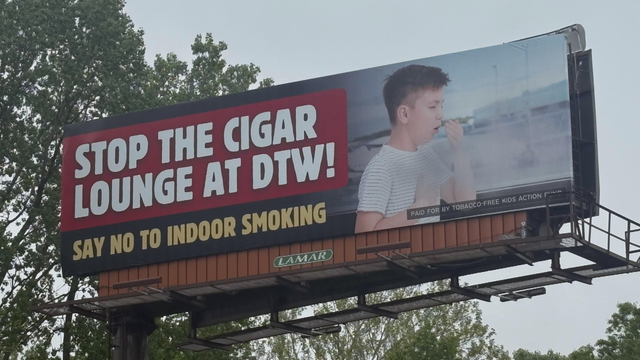 STOP THE CIGAR
LOUNGE AT DTW!
SAY NO TO INDOOR SMOKING
PAID FOR BY TOBACCO-FREE KIDS ACTION
LAMAR